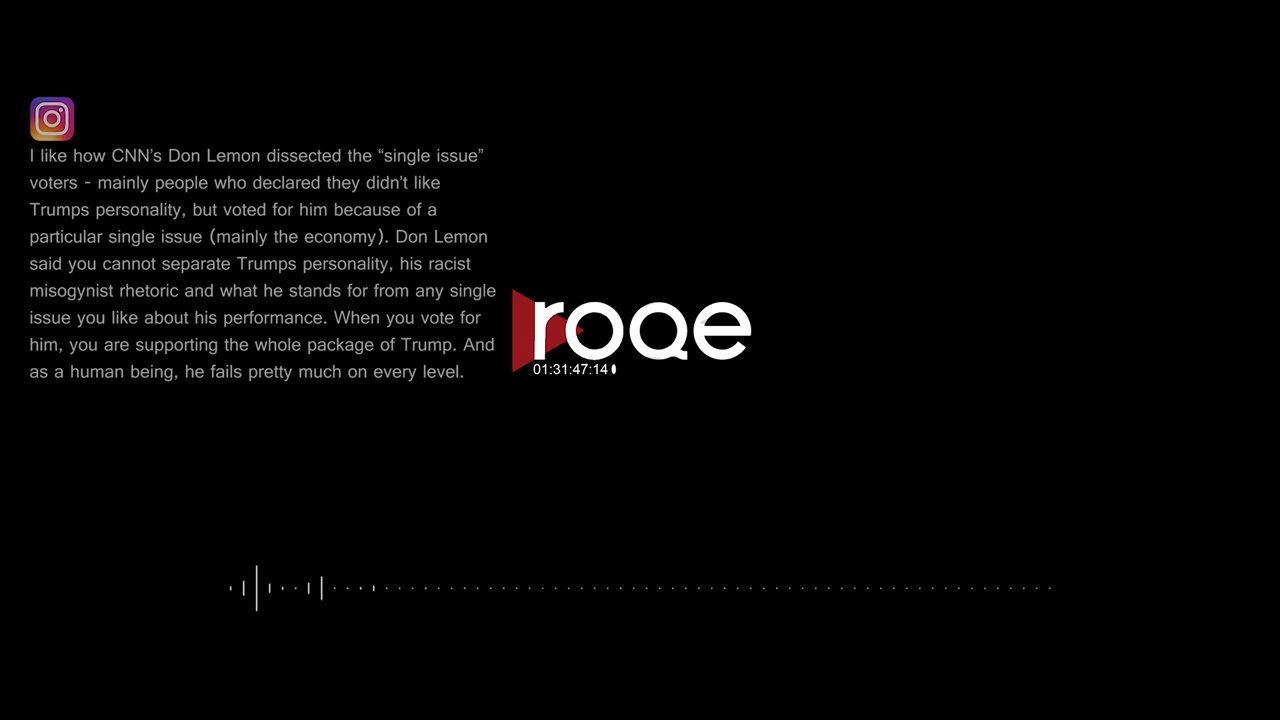 I like how CNN's Don Lemon dissected the “single issue”
voters - mainly people who declared they didn't like
Trumps personality, but voted for him because of a
particular single issue (mainly the economy). Don Lemon
said you cannot separate Trumps personality, his racist
misogynist rhetoric and what he stands for from any single
issue you like about his performance. When you vote for
him, you are supporting the whole package of Trump. And
as a human being, he fails pretty much on every level.
roqe
01:31:47:14